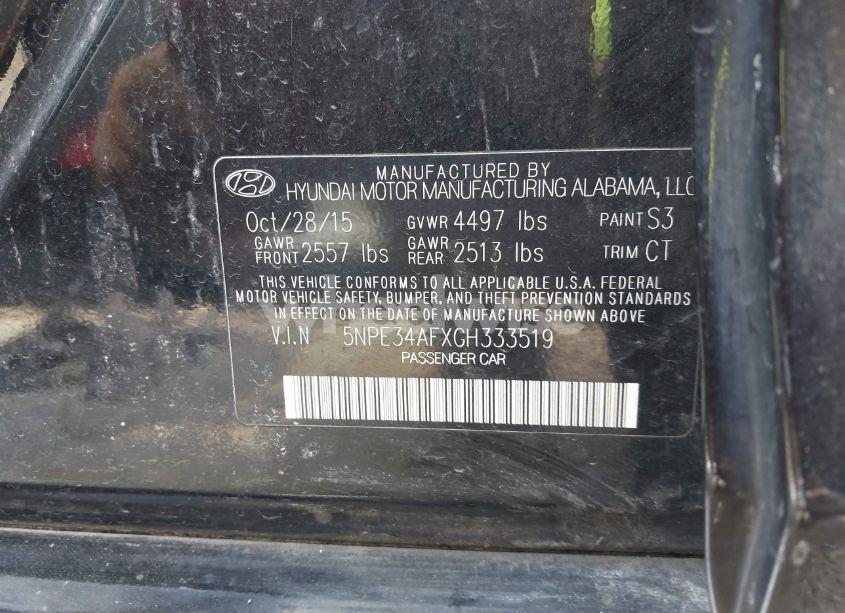 MANUFACTURED BY
HYUNDAI MOTOR MANUFACTURING ALABAMA, LLC
Oct/28/15 GVWR 4497 lbs PAINT S3
GAWR FRONT 2557 lbs GAWR REAR 2513 lbs TRIM CT
THIS VEHICLE CONFORMS TO ALL APPLICABLE U.S.A. FEDERAL
MOTOR VEHICLE SAFETY, BUMPER, AND THEFT PREVENTION STANDARDS
IN EFFECT ON THE DATE OF MANUFACTURE SHOWN ABOVE
V.I.N 5NPE34AFXGH333519
PASSENGER CAR